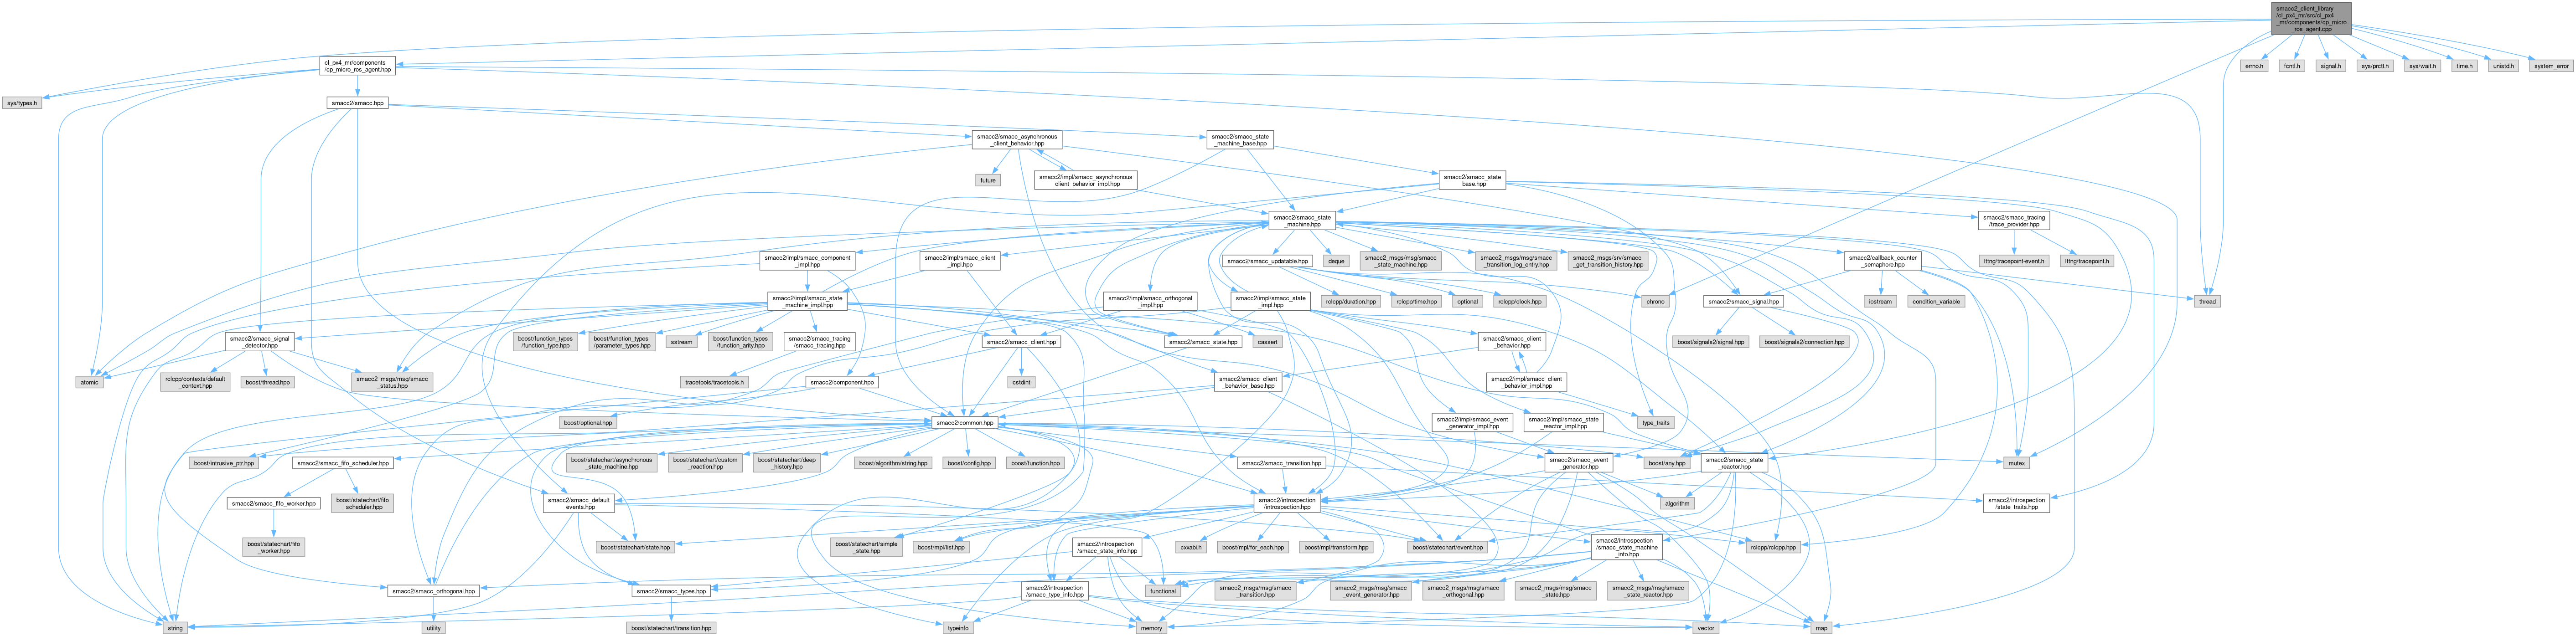 smacc2_client_library
/cl_px4_mr/src/cl_px4
_mr/components/cp_micro
_ros_agent.cpp
cl_px4_mr/components
/cp_micro_ros_agent.hpp
errno.h
fcntl.h
signal.h
sys/prctl.h
sys/wait.h
time.h
unistd.h
system_error
sys/types.h
smacc2/smacc.hpp
smacc2/smacc_asynchronous
_client_behavior.hpp
smacc2/smacc_state
_machine_base.hpp
future
smacc2/impl/smacc_asynchronous
_client_behavior_impl.hpp
smacc2/smacc_state
_base.hpp
smacc2/smacc_state
_machine.hpp
smacc2/smacc_tracing
/trace_provider.hpp
smacc2/impl/smacc_component
_impl.hpp
smacc2/impl/smacc_client
_impl.hpp
smacc2/smacc_updatable.hpp
deque
smacc2_msgs/msg/smacc
_state_machine.hpp
smacc2_msgs/msg/smacc
_transition_log_entry.hpp
smacc2_msgs/srv/smacc
_get_transition_history.hpp
smacc2/callback_counter
_semaphore.hpp
lttng/tracepoint-event.h
lttng/tracepoint.h
smacc2/impl/smacc_state
_machine_impl.hpp
smacc2/impl/smacc_orthogonal
_impl.hpp
smacc2/impl/smacc_state
_impl.hpp
rclcpp/duration.hpp
rclcpp/time.hpp
optional
rclcpp/clock.hpp
chrono
smacc2/smacc_signal.hpp
iostream
condition_variable
thread
smacc2/smacc_signal
_detector.hpp
boost/function_types
/function_type.hpp
boost/function_types
/parameter_types.hpp
sstream
boost/function_types
/function_arity.hpp
smacc2/smacc_tracing
/smacc_tracing.hpp
smacc2/smacc_client.hpp
smacc2/smacc_state.hpp
cassert
smacc2/smacc_client
_behavior.hpp
boost/signals2/signal.hpp
boost/signals2/connection.hpp
atomic
rclcpp/contexts/default
_context.hpp
boost/thread.hpp
smacc2_msgs/msg/smacc
_status.hpp
tracetools/tracetools.h
smacc2/component.hpp
cstdint
smacc2/smacc_client
_behavior_base.hpp
smacc2/impl/smacc_client
_behavior_impl.hpp
boost/optional.hpp
smacc2/common.hpp
smacc2/impl/smacc_event
_generator_impl.hpp
smacc2/impl/smacc_state
_reactor_impl.hpp
type_traits
boost/intrusive_ptr.hpp
smacc2/smacc_fifo_scheduler.hpp
boost/statechart/asynchronous
_state_machine.hpp
boost/statechart/custom
_reaction.hpp
boost/statechart/deep
_history.hpp
boost/algorithm/string.hpp
boost/config.hpp
boost/function.hpp
smacc2/smacc_transition.hpp
smacc2/smacc_event
_generator.hpp
boost/any.hpp
smacc2/smacc_state
_reactor.hpp
mutex
smacc2/smacc_fifo_worker.hpp
boost/statechart/fifo
_scheduler.hpp
smacc2/smacc_default
_events.hpp
smacc2/introspection
/introspection.hpp
algorithm
smacc2/introspection
/state_traits.hpp
boost/statechart/fifo
_worker.hpp
boost/statechart/state.hpp
boost/statechart/simple
_state.hpp
boost/mpl/list.hpp
smacc2/introspection
/smacc_state_info.hpp
cxxabi.h
boost/mpl/for_each.hpp
boost/mpl/transform.hpp
boost/statechart/event.hpp
smacc2/introspection
/smacc_state_machine
_info.hpp
rclcpp/rclcpp.hpp
smacc2/smacc_orthogonal.hpp
smacc2/smacc_types.hpp
smacc2/introspection
/smacc_type_info.hpp
functional
smacc2_msgs/msg/smacc
_transition.hpp
smacc2_msgs/msg/smacc
_event_generator.hpp
smacc2_msgs/msg/smacc
_orthogonal.hpp
smacc2_msgs/msg/smacc
_state.hpp
smacc2_msgs/msg/smacc
_state_reactor.hpp
string
utility
boost/statechart/transition.hpp
typeinfo
memory
vector
map